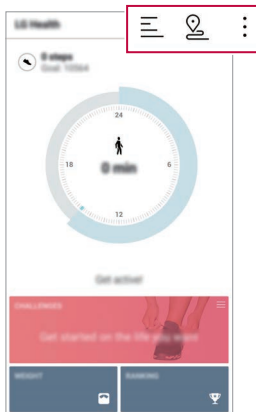 LG Health
0 steps
Goal: 10564
24
18
6
0 min
12
Get active!
CHALLENGES
Get started on the life you want
WEIGHT
RANKING